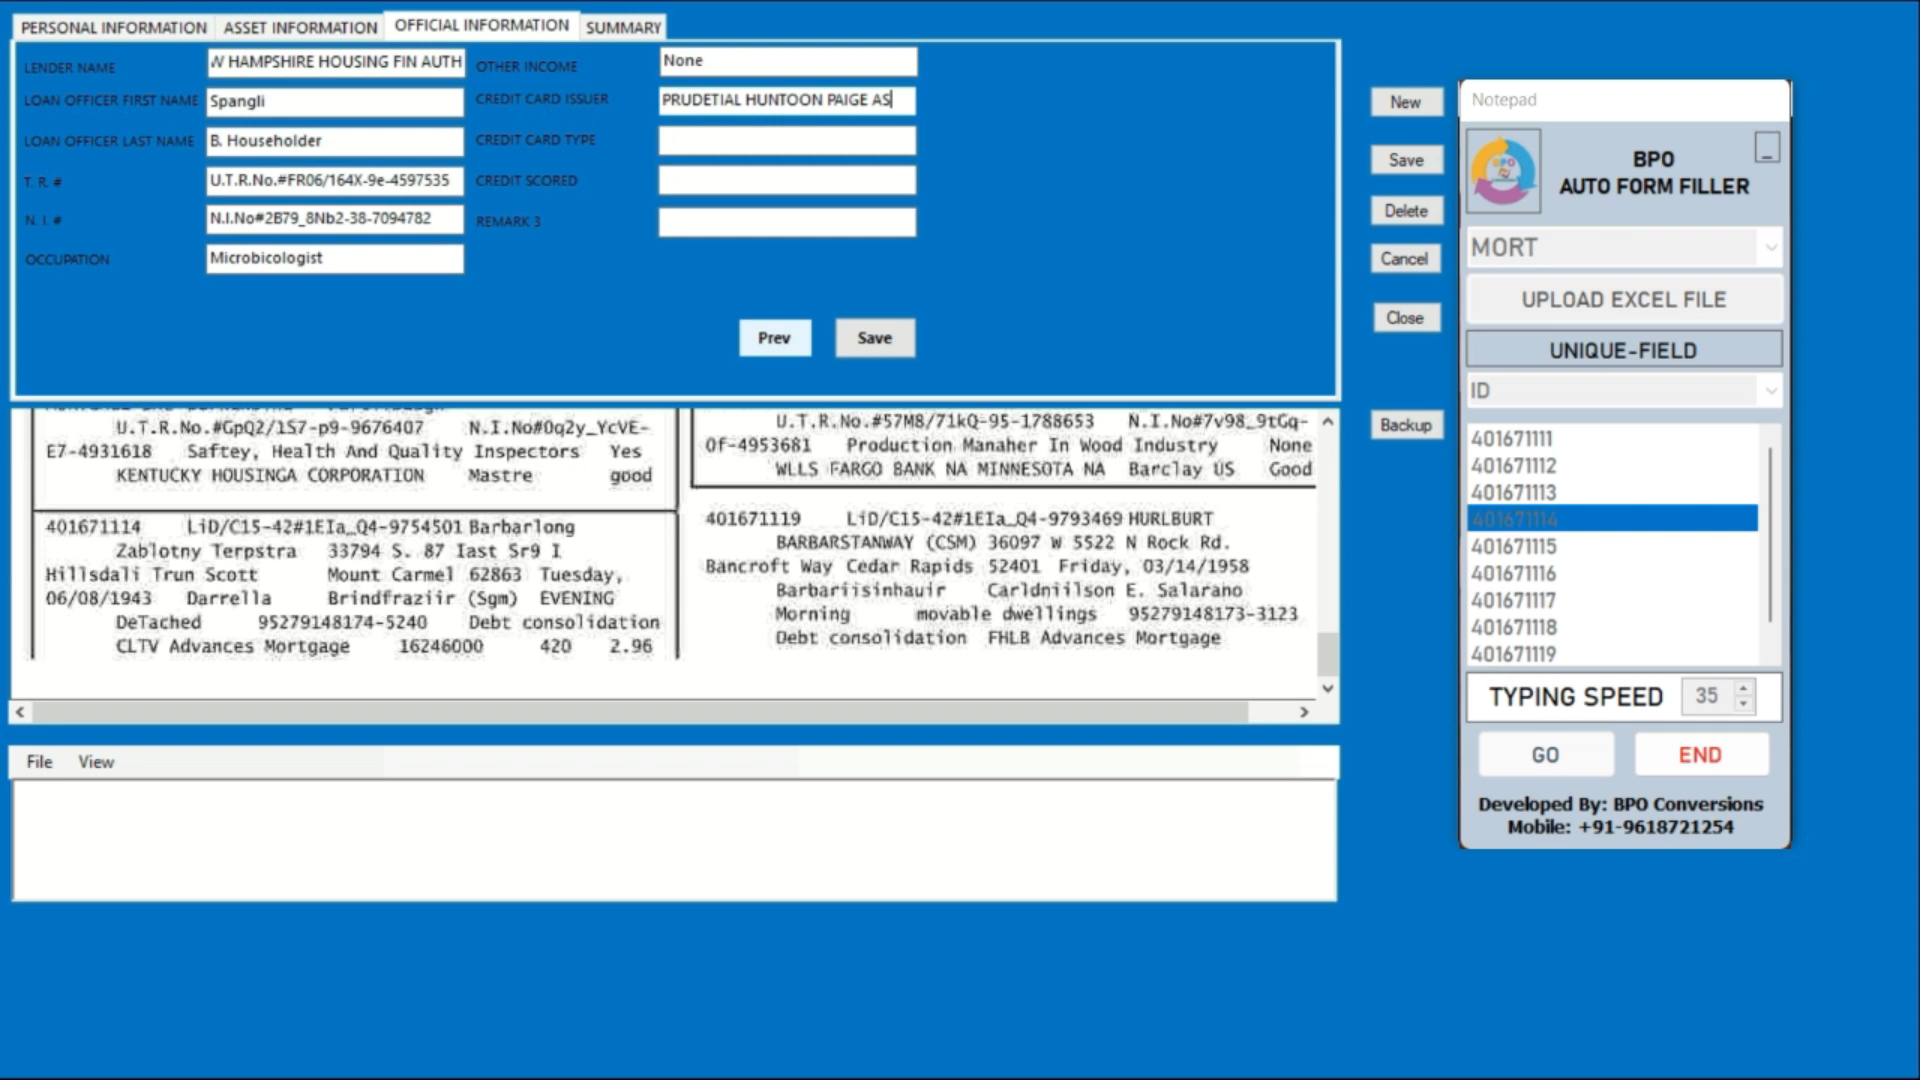 PERSONAL INFORMATION ASSET INFORMATION OFFICIAL INFORMATION SUMMARY
LENDER NAME W HAMPSHIRE HOUSING FIN AUTH OTHER INCOME None
LOAN OFFICER FIRST NAME Spangli CREDIT CARD ISSUER PRUDETIAL HUNTOON PAIGE AS
LOAN OFFICER LAST NAME B. Householder CREDIT CARD TYPE
T. R. # U.T.R.No.#FR06/164X-9e-4597535 CREDIT SCORED
N. I. # N.I.No#2B79_8Nb2-38-7094782 REMARK 3
OCCUPATION Microbicologist
Prev Save
U.T.R.No.#GpQ2/1S7-p9-9676407 N.I.No#0q2y_YcVE-
E7-4931618 Saftey, Health And Quality Inspectors Yes
KENTUCKY HOUSINGA CORPORATION Mastre good
401671114 LiD/C15-42#1EIa_Q4-9754501 Barbarlong
Zablotny Terpstra 33794 S. 87 Iast Sr9 I
Hillsdali Trun Scott Mount Carmel 62863 Tuesday,
06/08/1943 Darrella Brindfraziir (Sgm) EVENING
DeTached 95279148174-5240 Debt consolidation
CLTV Advances Mortgage 16246000 420 2.96
U.T.R.No.#57M8/71kQ-95-1788653 N.I.No#7v98_9tGq-
Of-4953681 Production Manaher In Wood Industry None
WLLS FARGO BANK NA MINNESOTA NA Barclay US Good
401671119 LiD/C15-42#1EIa_Q4-9793469 HURLBURT
BARBARSTANWAY (CSM) 36097 W 5522 N Rock Rd.
Bancroft Way Cedar Rapids 52401 Friday, 03/14/1958
Barbariisinhauir Carldniilson E. Salarano
Morning movable dwellings 95279148173-3123
Debt consolidation FHLB Advances Mortgage
File View
New
Save
Delete
Cancel
Close
Backup
Notepad
BPO
BPO
AUTO FORM FILLER
MORT
UPLOAD EXCEL FILE
UNIQUE-FIELD
ID
401671111
401671112
401671113
401671114
401671115
401671116
401671117
401671118
401671119
TYPING SPEED 35
GO END
Developed By: BPO Conversions
Mobile: +91-9618721254